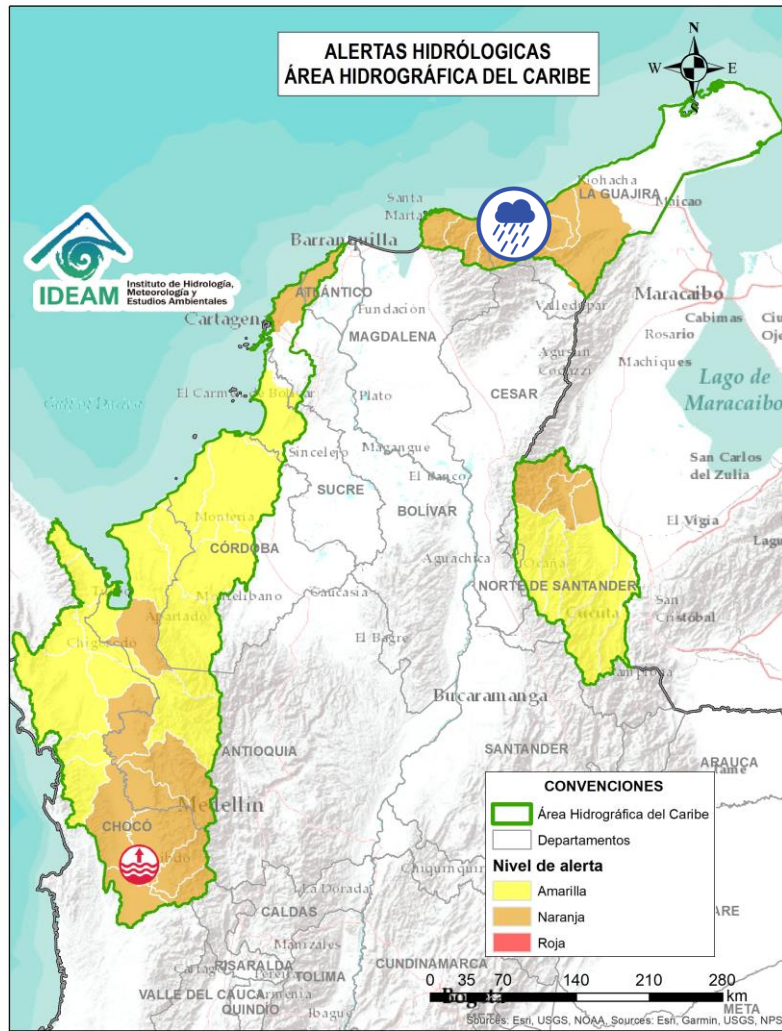 ALERTAS HIDRÓLOGICAS
ÁREA HIDROGRÁFICA DEL CARIBE
N
W
E
S
IDEAM
Instituto de Hidrología,
Meteorología y
Estudios Ambientales
Santa
Marta
LA GUAJIRA
Maicao
Barranquilla
ATLÁNTICO
Cartagen
Fundación
MAGDALENA
Valledupar
Maracaibo
Cabimas
Rosario
Machiques
Agustín
Codazzi
CESAR
Lago de
Maracaibo
El Carmen de Bolívar
Plato
Sincelejo
Magangue
SUCRE
El Banco
BOLÍVAR
San Carlos
del Zulia
El Vigía
Montería
CÓRDOBA
Aguachica
Ocaña
NORTE DE SANTANDER
Cúcuta
San
Cristóbal
Montelíbano
Caucasia
Apartadó
El Bagre
Bucaramanga
ANTIOQUIA
SANTANDER
ARAUCA
Medellín
CHOCÓ
La Dorada
CALDAS
Manizales
RISARALDA
TOLIMA
CUNDINAMARCA
VALLE DEL CAUCA
Armenia
QUINDÍO
Ibagué
Bogotá
META
META
CONVENCIONES
Área Hidrográfica del Caribe
Departamentos
Nivel de alerta
Amarilla
Naranja
Roja
0 35 70 140 210 280
km
Sources: Esri, USGS, NOAA, Sources: Esri, Garmin, USGS, NPS